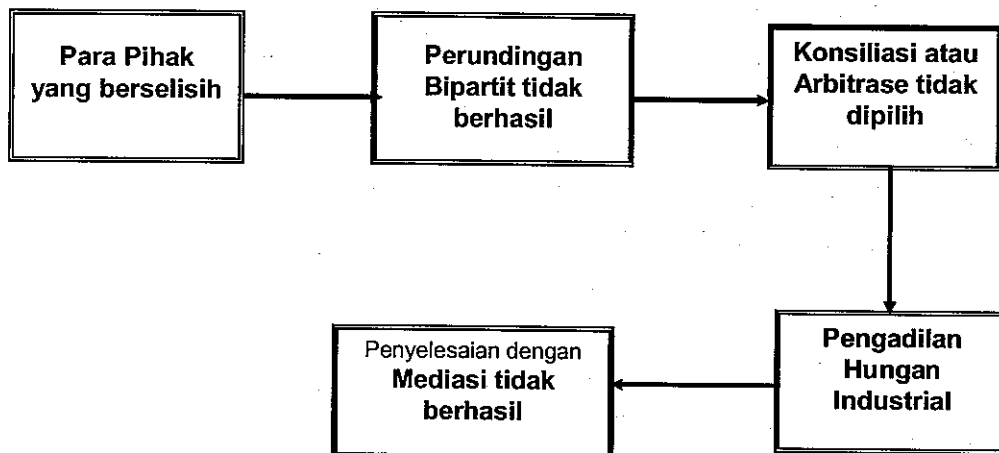 Para Pihak
yang berselisih
Perundingan
Bipartit tidak
berhasil
Konsiliasi atau
Arbitrase tidak
dipilih
Pengadilan
Hungan
Industrial
Penyelesaian dengan
Mediasi tidak
berhasil